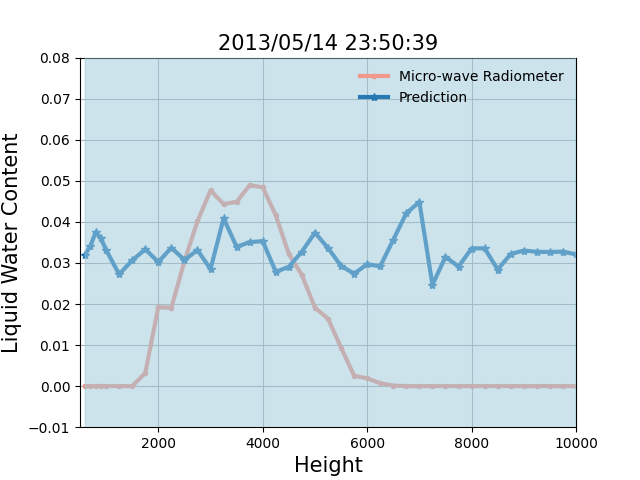 2013/05/14 23:50:39
0.08
0.07
0.06
0.05
0.04
0.03
0.02
0.01
0.00
−0.01
Liquid Water Content
Micro-wave Radiometer
Prediction
2000 4000 6000 8000 10000
Height